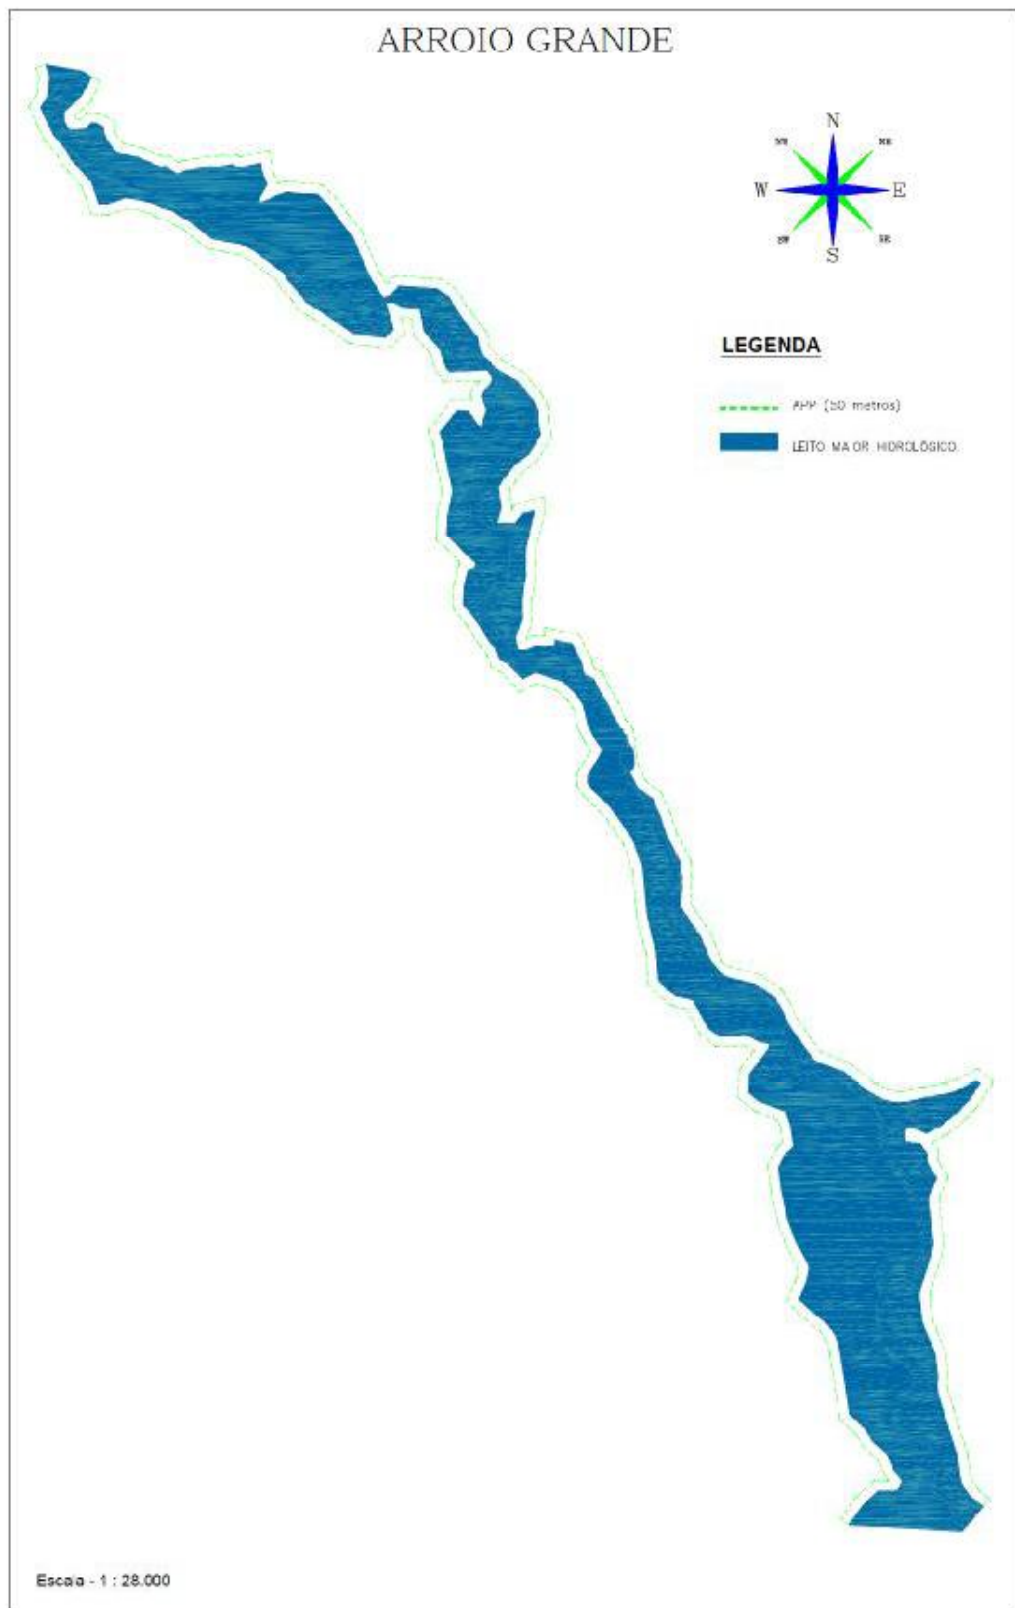 ARROIO GRANDE
N
W
E
S
LEGENDA
APP (50 metros)
LEITO MAIOR HIDROLÓGICO
Escala - 1 : 28.000